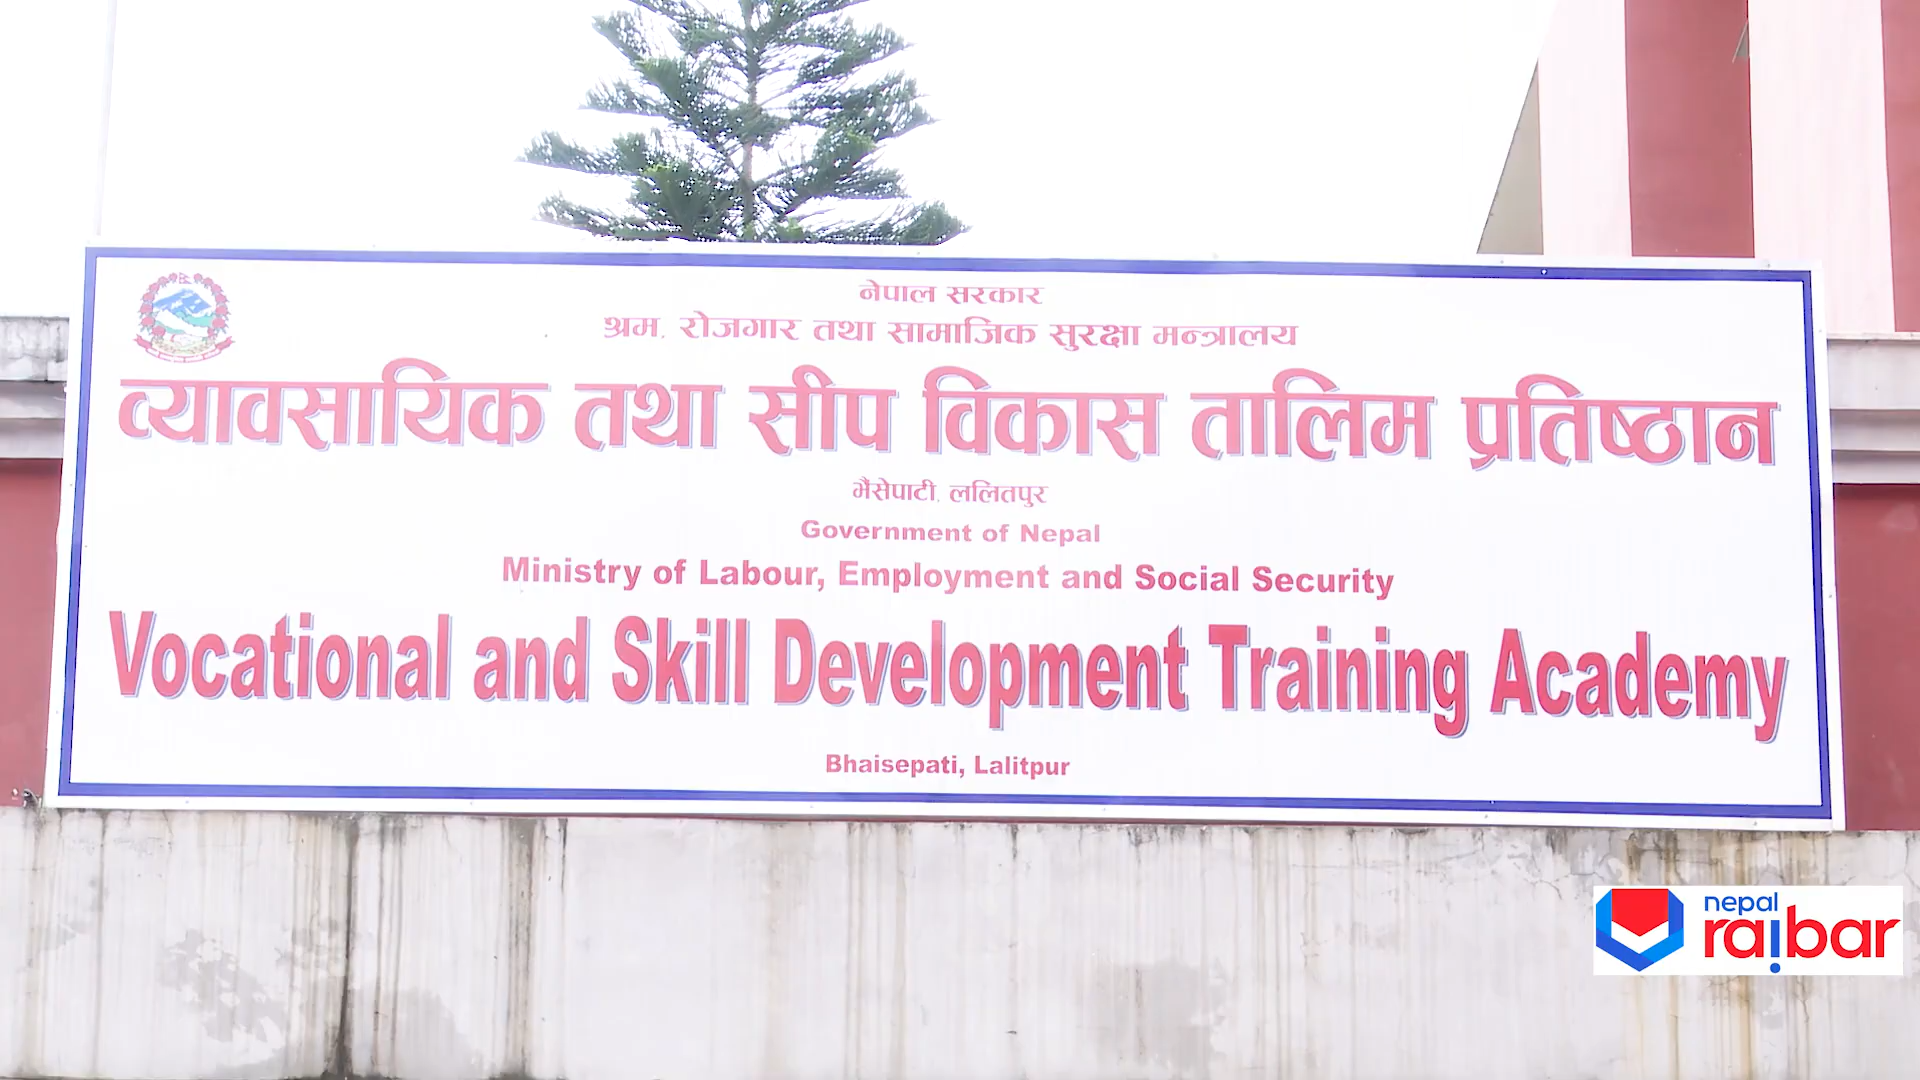 नेपाल सरकार
श्रम, रोजगार तथा सामाजिक सुरक्षा मन्त्रालय
व्यावसायिक तथा सीप विकास तालिम प्रतिष्ठान
भैंसेपाटी, ललितपुर
Government of Nepal
Ministry of Labour, Employment and Social Security
Vocational and Skill Development Training Academy
Bhaisepati, Lalitpur
nepal
raibar